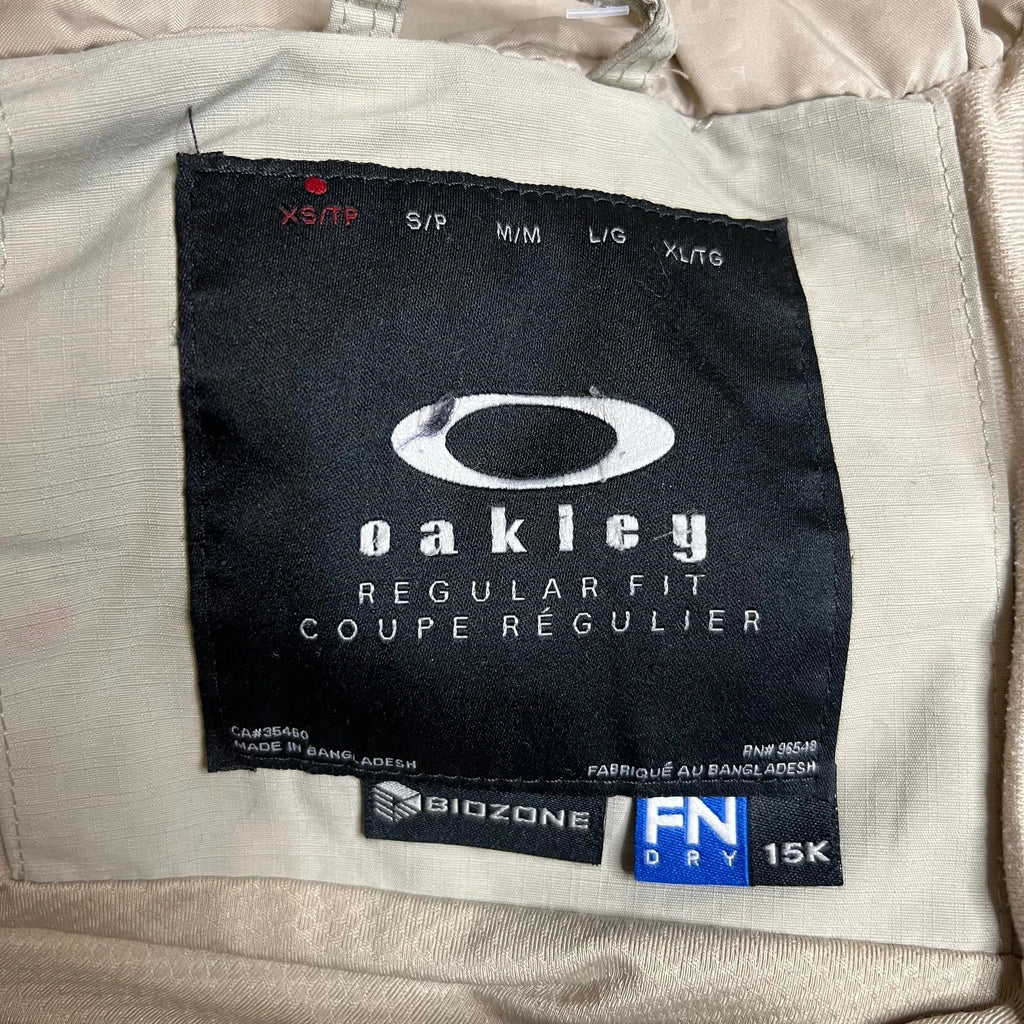 XS/TP S/P M/M L/G XL/TG
oakley
REGULAR FIT
COUPE RÉGULIER
CA#35460
MADE IN BANGLADESH
RN# 96548
FABRIQUÉ AU BANGLADESH
BIOZONE
FN
DRY
15K